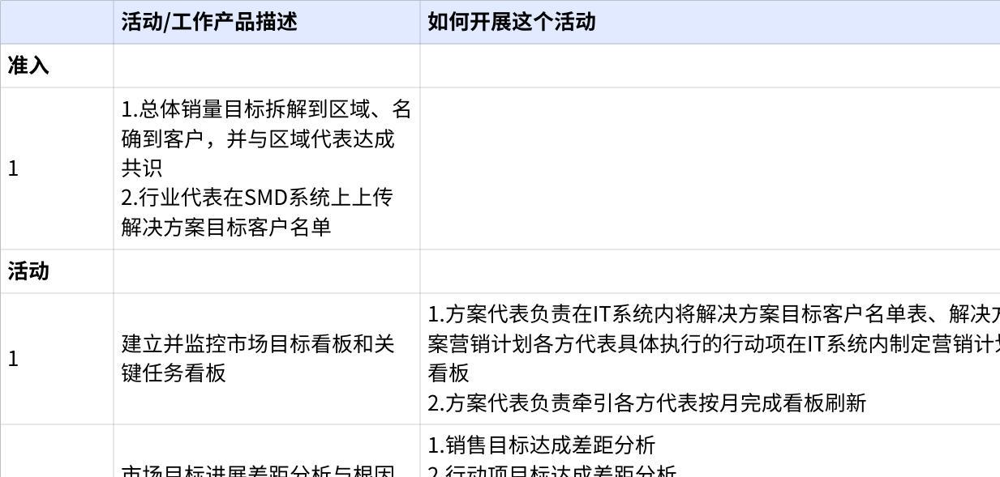 活动/工作产品描述
如何开展这个活动
准入
1
1.总体销量目标拆解到区域、名
确到客户，并与区域代表达成
共识
2.行业代表在SMD系统上上传
解决方案目标客户名单
活动
1
建立并监控市场目标看板和关
键任务看板
1.方案代表负责在IT系统内将解决方案目标客户名单表、解决方
案营销计划各方代表具体执行的行动项在IT系统内制定营销计划
看板
2.方案代表负责牵引各方代表按月完成看板刷新
市场目标进展差距分析与根因
1.销售目标达成差距分析
2.行动项目标达成差距分析